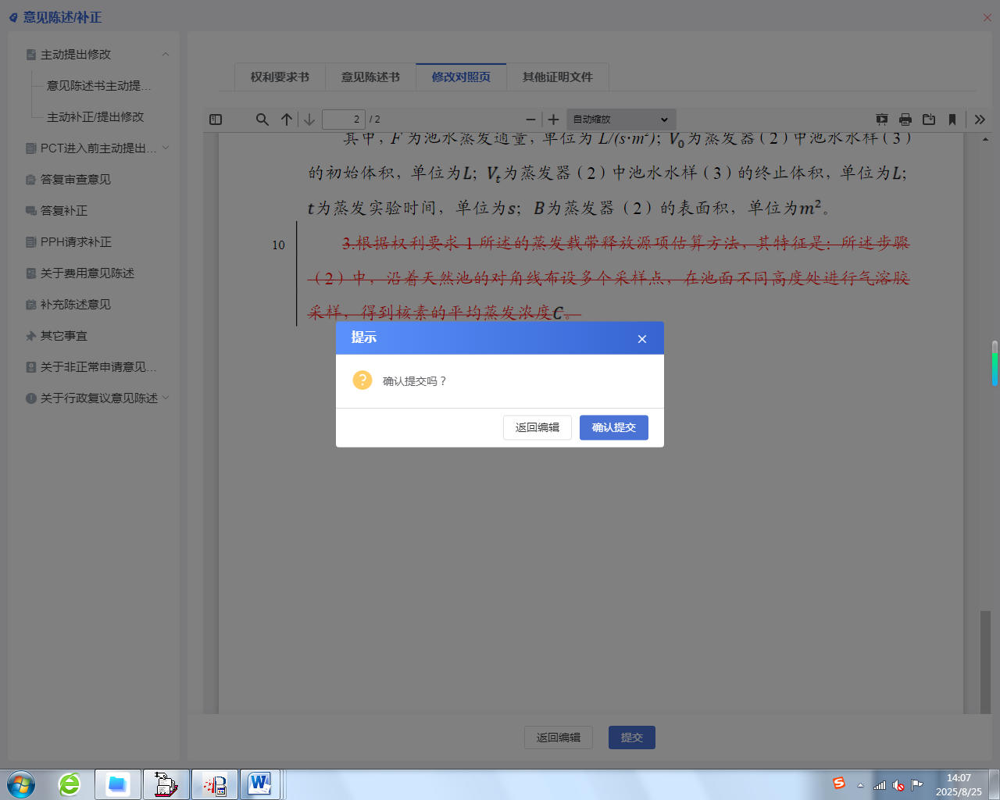 意见陈述/补正
主动提出修改
意见陈述书主动提...
主动补正/提出修改
PCT进入前主动提出...
答复审查意见
答复补正
PPH请求补正
关于费用意见陈述
补充陈述意见
其它事宜
关于非正常申请意见...
关于行政复议意见陈述
权利要求书
意见陈述书
修改对照页
其他证明文件
2 / 2
自动缩放
其中，F 为池水蒸发通量，单位为 L/(s·m²)；V₀为蒸发器（2）中池水水样（3）
的初始体积，单位为L；Vₜ为蒸发器（2）中池水水样（3）的终止体积，单位为L；
t为蒸发实验时间，单位为s；B为蒸发器（2）的表面积，单位为m²。
10
3.根据权利要求 1 所述的蒸发载带释放源项估算方法，其特征是：所述步骤
（2）中，沿着天然池的对角线布设多个采样点，在池面不同高度处进行气溶胶
采样，得到核素的平均蒸发浓度C。
提示
确认提交吗？
返回编辑
确认提交
返回编辑
提交
14:07
2025/8/25